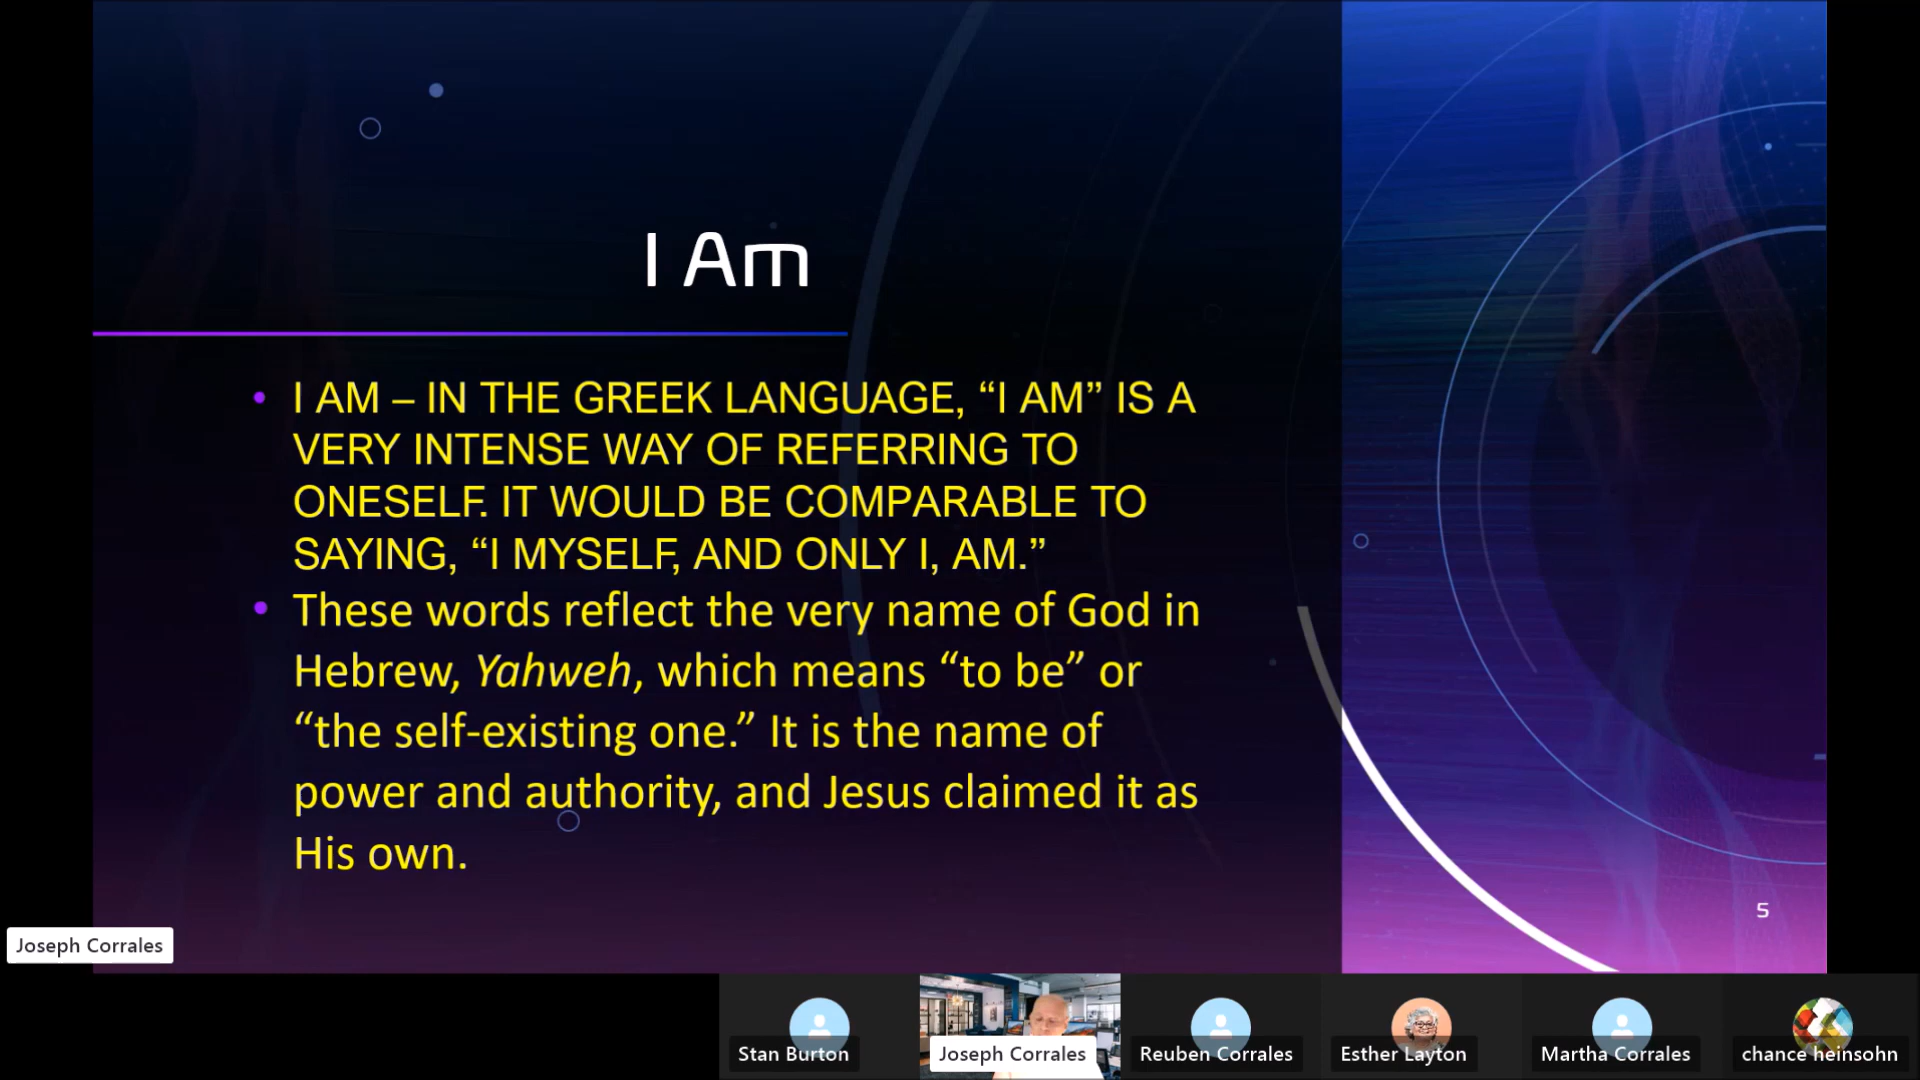 I Am
• I AM – IN THE GREEK LANGUAGE, “I AM” IS A
VERY INTENSE WAY OF REFERRING TO
ONESELF. IT WOULD BE COMPARABLE TO
SAYING, “I MYSELF, AND ONLY I, AM.”
• These words reflect the very name of God in
Hebrew, Yahweh, which means “to be” or
“the self-existing one.” It is the name of
power and authority, and Jesus claimed it as
His own.
5
Joseph Corrales
Stan Burton
Joseph Corrales
Reuben Corrales
Esther Layton
Martha Corrales
chance heinsohn